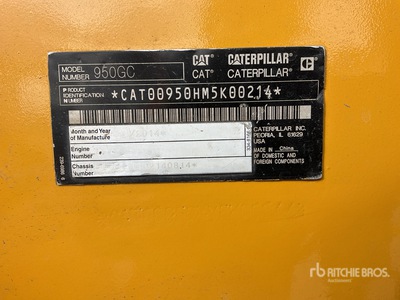 MODEL NUMBER 950GC
CAT CATERPILLAR C
CAT® CATERPILLAR®
PRODUCT IDENTIFICATION NUMBER
*CAT00950HM5K00214*
Month and Year of Manufacture
Engine Number
Chassis
CATERPILLAR INC.
PEORIA, IL 61629
USA
MADE IN China
OF DOMESTIC AND
FOREIGN COMPONENTS
rb RITCHIE BROS.